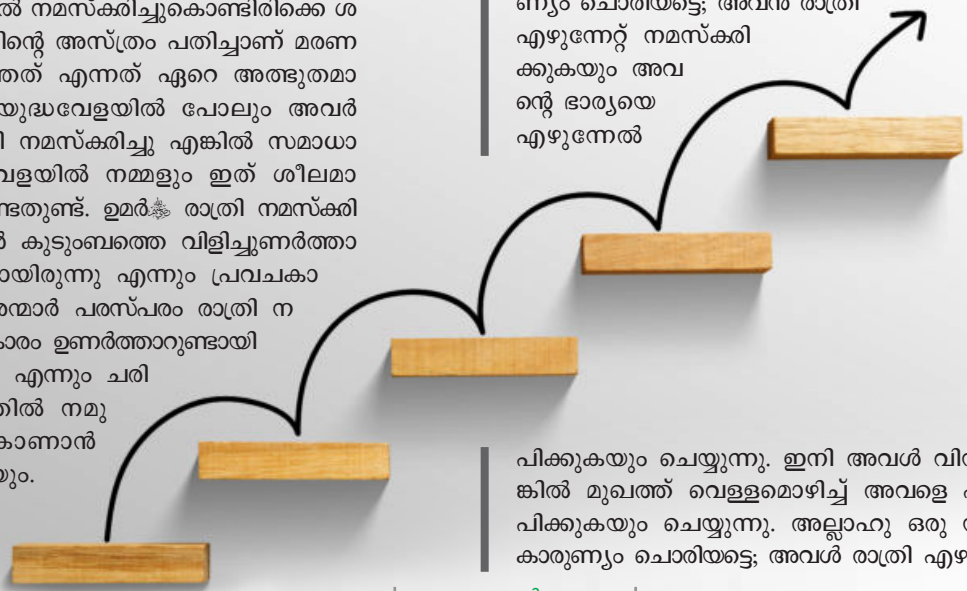 ൽ നമസ്കരിച്ചുകൊണ്ടിരിക്കെ ശ
ിന്റെ അസ്ത്രം പതിച്ചാണ് മരണ
എന്നത് ഏറെ അത്ഭുതമാ
യുദ്ധവേളയിൽ പോലും അവർ
നമസ്കരിച്ചു എങ്കിൽ സമാധാ
വേളയിൽ നമ്മളും ഇത് ശീലമാ
ണ്ടതുണ്ട്. ഉമർ രാത്രി നമസ്കരി
കുടുംബത്തെ വിളിച്ചുണർത്താ
ായിരുന്നു എന്നും പ്രവചകാ
രന്മാർ പരസ്പരം രാത്രി ന
കാരം ഉണർത്താറുണ്ടായി
എന്നും ചരി
ത്തിൽ നമു
കാണാൻ
യും.
ണ്യം ചൊരിയട്ടെ; അവൻ രാത്രി
എഴുന്നേറ്റ് നമസ്കരി
ക്കുകയും അവ
ന്റെ ഭാര്യയെ
എഴുന്നേൽ
പിക്കുകയും ചെയ്യുന്നു. ഇനി അവൾ
ങ്കിൽ മുഖത്ത് വെള്ളമൊഴിച്ച് അവളെ
പിക്കുകയും ചെയ്യുന്നു. അല്ലാഹു ഒരു
കാരുണ്യം ചൊരിയട്ടെ; അവൾ രാത്രി എഴ